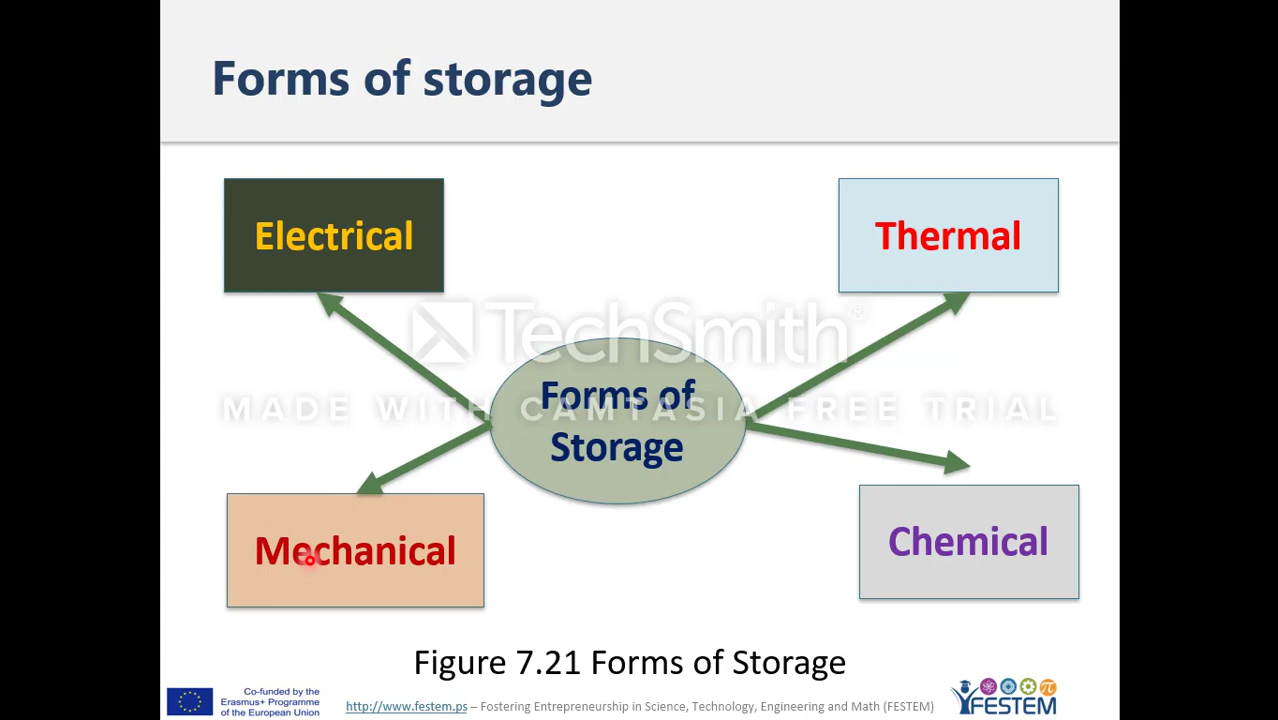 Forms of storage
Electrical
Thermal
TechSmith®
MADE WITH CAMTASIA FREE TRIAL
Forms of
Storage
Mechanical
Chemical
Figure 7.21 Forms of Storage
Co-funded by the
Erasmus+ Programme
of the European Union
http://www.festem.ps – Fostering Entrepreneurship in Science, Technology, Engineering and Math (FESTEM)
FESTEM